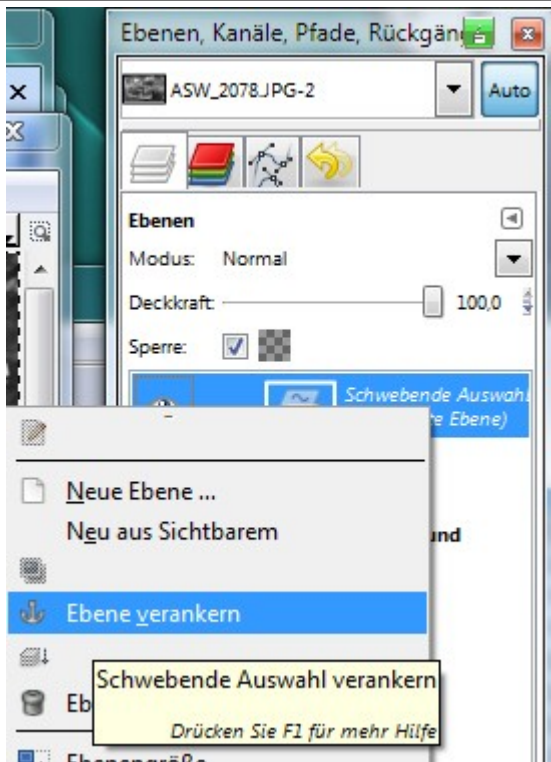 Ebenen, Kanäle, Pfade, Rückgän
ASW_2078.JPG-2
Auto
Ebenen
Modus: Normal
Deckkraft: 100,0
Sperre:
Schwebende Auswahl
Ebene)
Neue Ebene ...
Neu aus Sichtbarem
und
Ebene verankern
Schwebende Auswahl verankern
Eb
Drücken Sie F1 für mehr Hilfe
Ebenengröße